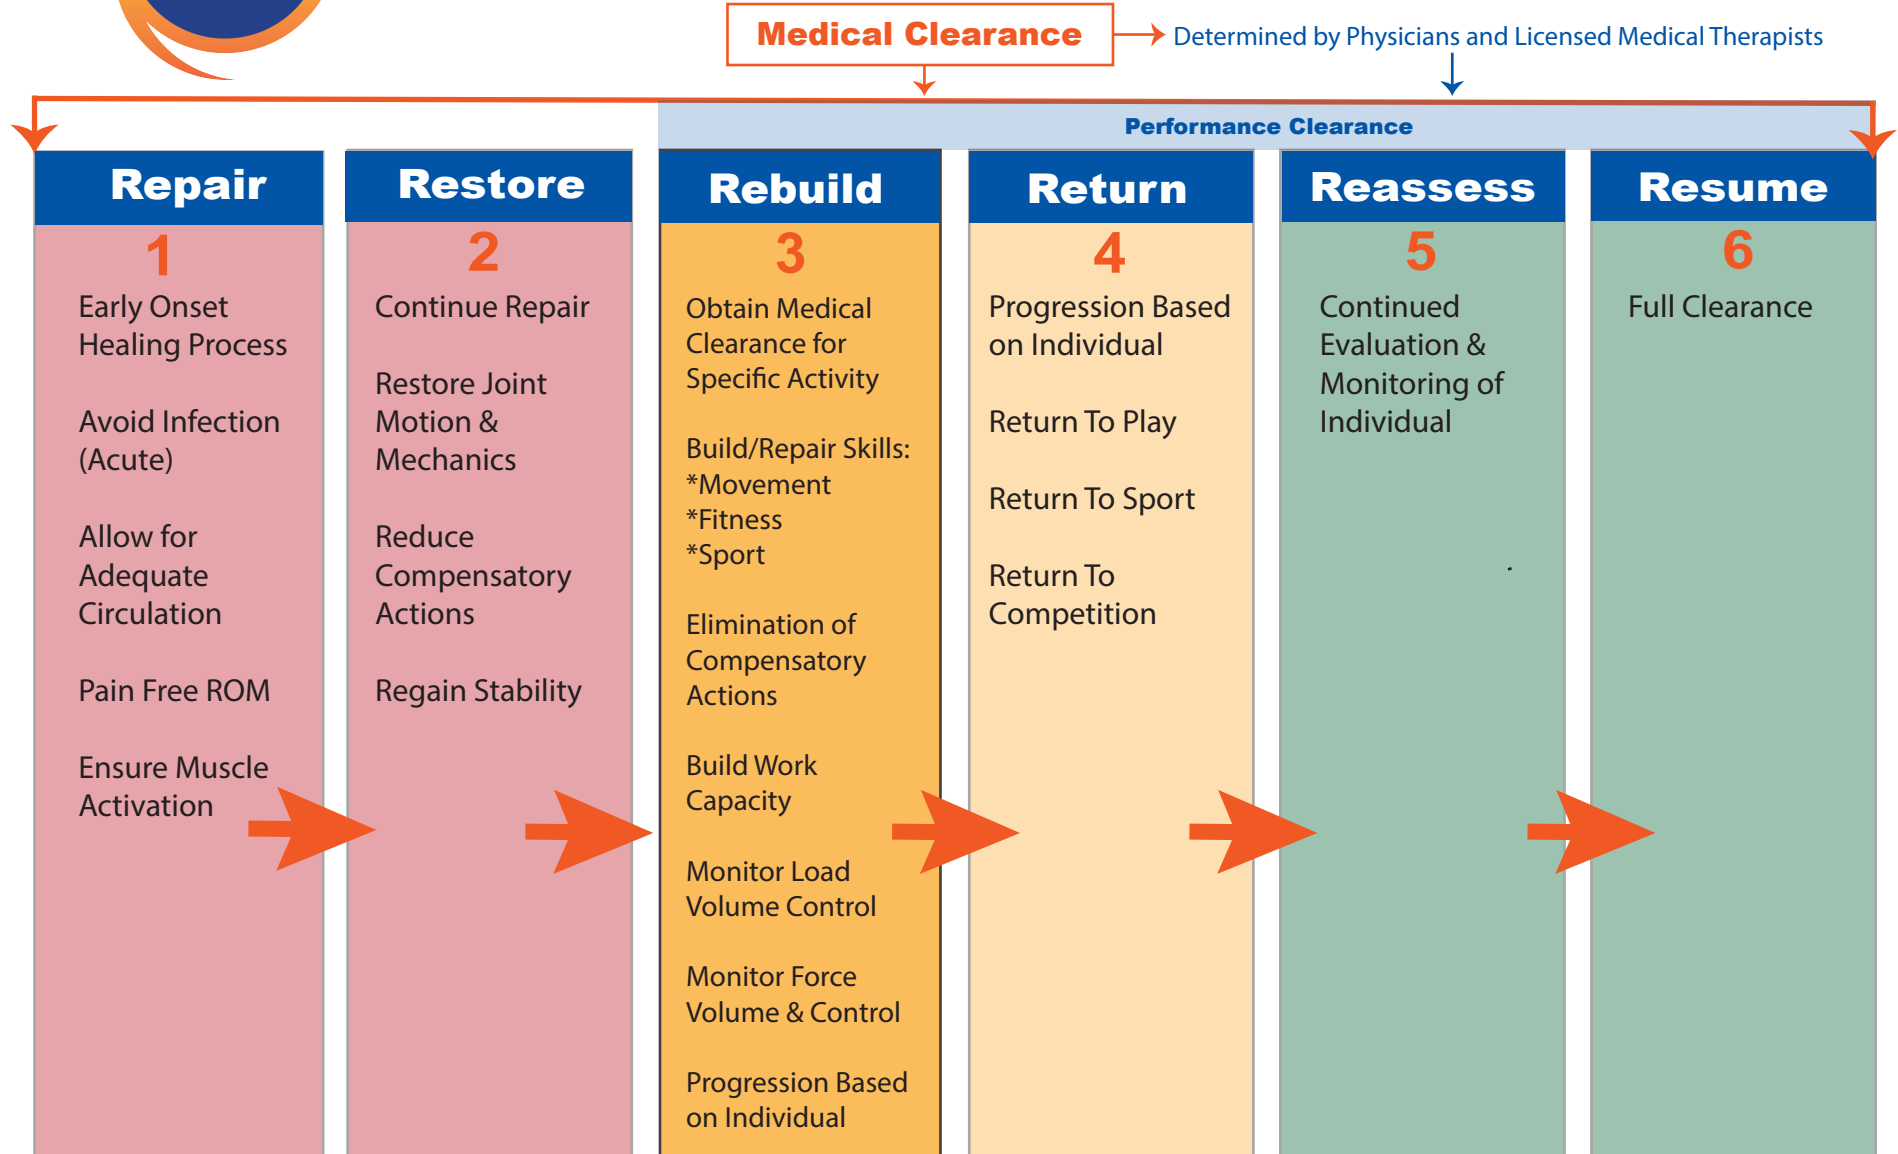 Medical Clearance
Determined by Physicians and Licensed Medical Therapists
Performance Clearance
Repair
1
Early Onset
Healing Process
Avoid Infection
(Acute)
Allow for
Adequate
Circulation
Pain Free ROM
Ensure Muscle
Activation
Restore
2
Continue Repair
Restore Joint
Motion &
Mechanics
Reduce
Compensatory
Actions
Regain Stability
Rebuild
3
Obtain Medical
Clearance for
Specific Activity
Build/Repair Skills:
*Movement
*Fitness
*Sport
Elimination of
Compensatory
Actions
Build Work
Capacity
Monitor Load
Volume Control
Monitor Force
Volume & Control
Progression Based
on Individual
Return
4
Progression Based
on Individual
Return To Play
Return To Sport
Return To
Competition
Reassess
5
Continued
Evaluation &
Monitoring of
Individual
Resume
6
Full Clearance